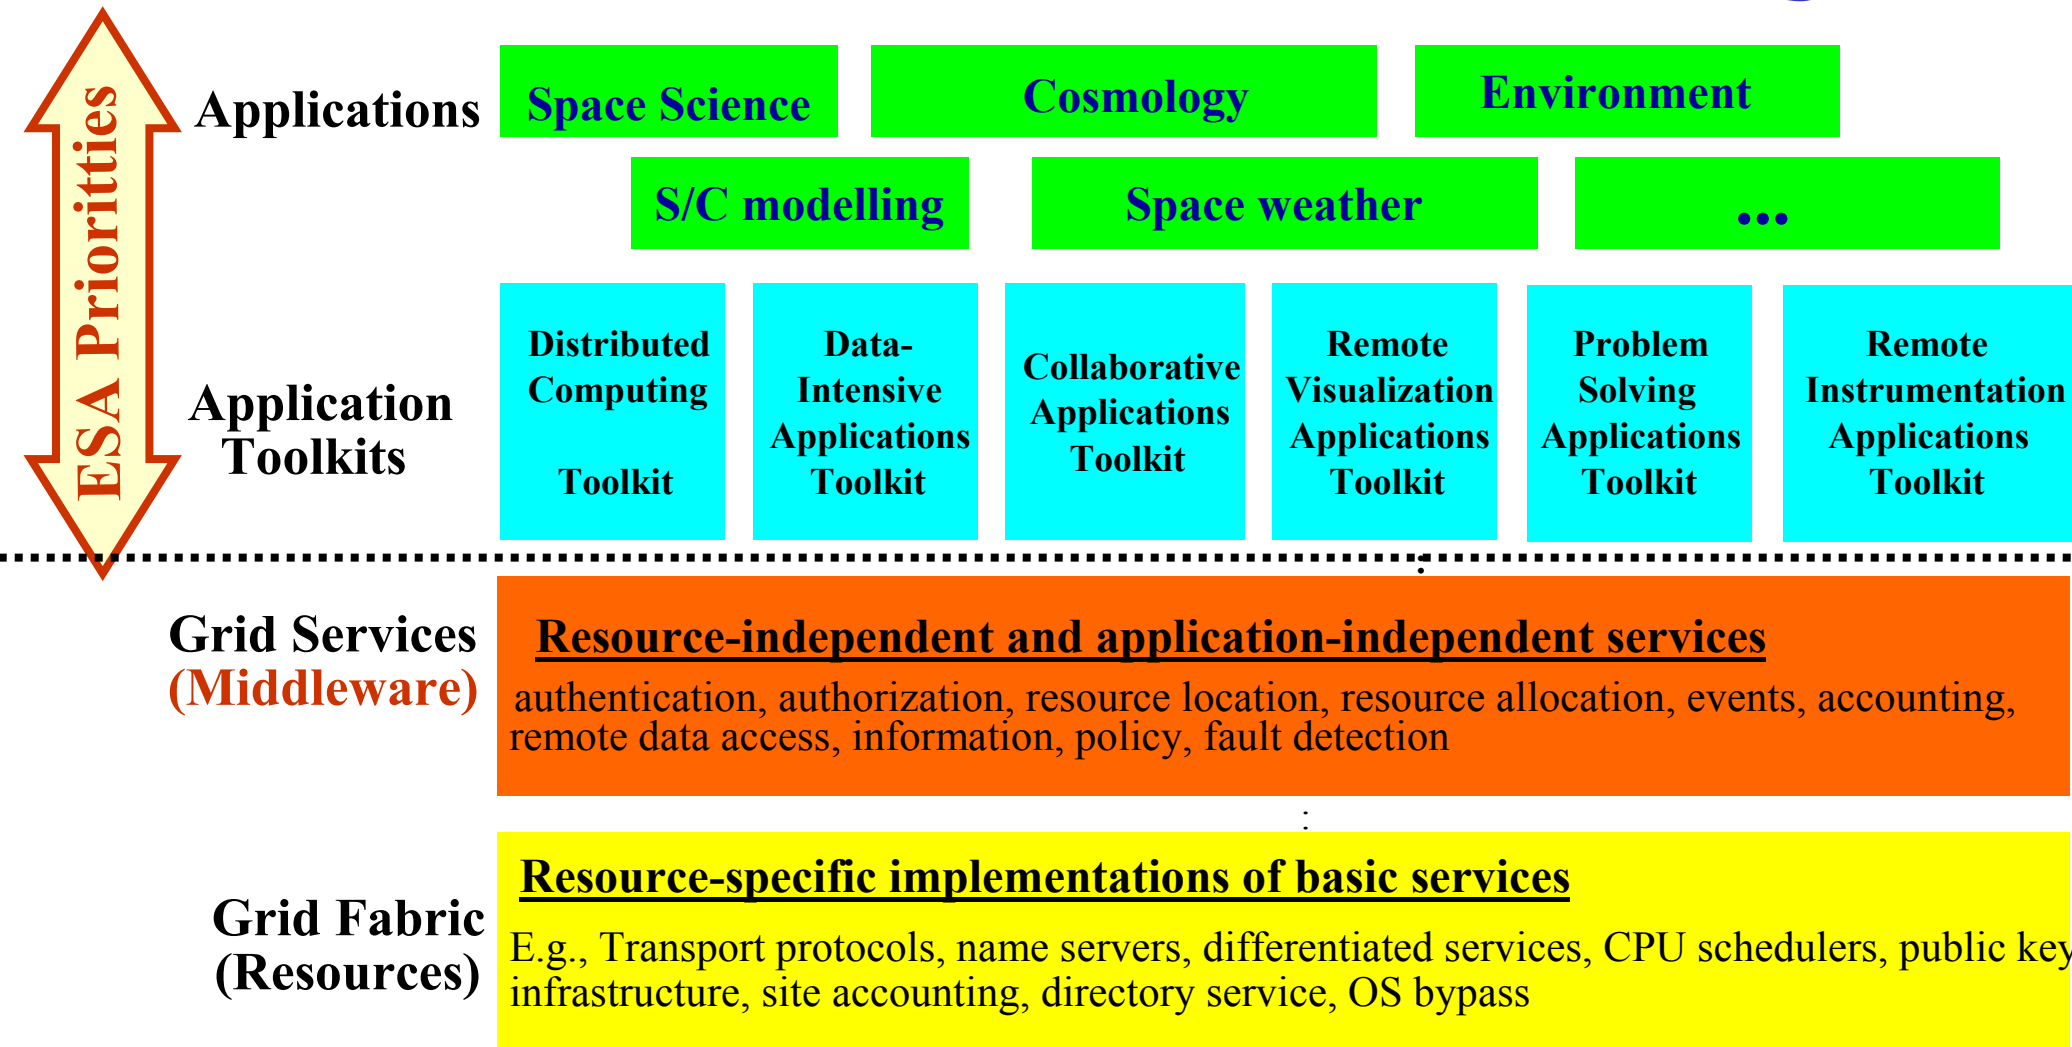 ESA Prioritties
Applications
Space Science
Cosmology
Environment
S/C modelling
Space weather
...
Application
Toolkits
Distributed
Computing
Toolkit
Data-
Intensive
Applications
Toolkit
Collaborative
Applications
Toolkit
Remote
Visualization
Applications
Toolkit
Problem
Solving
Applications
Toolkit
Remote
Instrumentation
Applications
Toolkit
Grid Services
(Middleware)
Resource-independent and application-independent services
authentication, authorization, resource location, resource allocation, events, accounting,
remote data access, information, policy, fault detection
:
Grid Fabric
(Resources)
Resource-specific implementations of basic services
E.g., Transport protocols, name servers, differentiated services, CPU schedulers, public key
infrastructure, site accounting, directory service, OS bypass